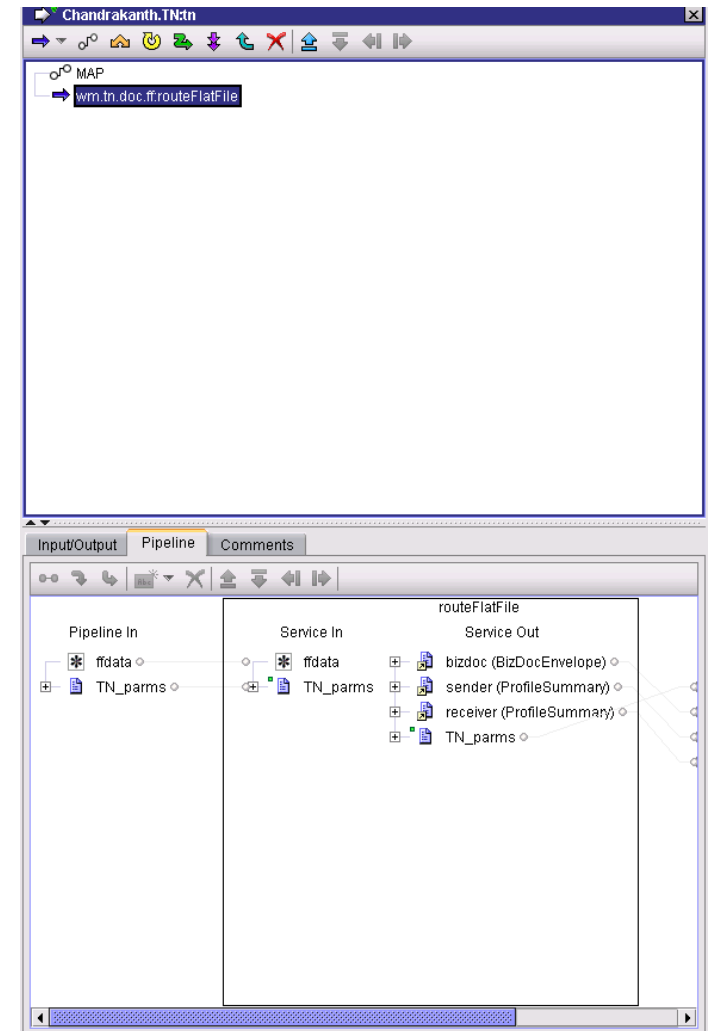 Chandrakanth.TN:tn
MAP
wm.tn.doc.ff:routeFlatFile
Input/Output Pipeline Comments
Abc
routeFlatFile
Pipeline In Service In Service Out
ffdata ffdata bizdoc (BizDocEnvelope)
TN_parms TN_parms sender (ProfileSummary)
receiver (ProfileSummary)
TN_parms